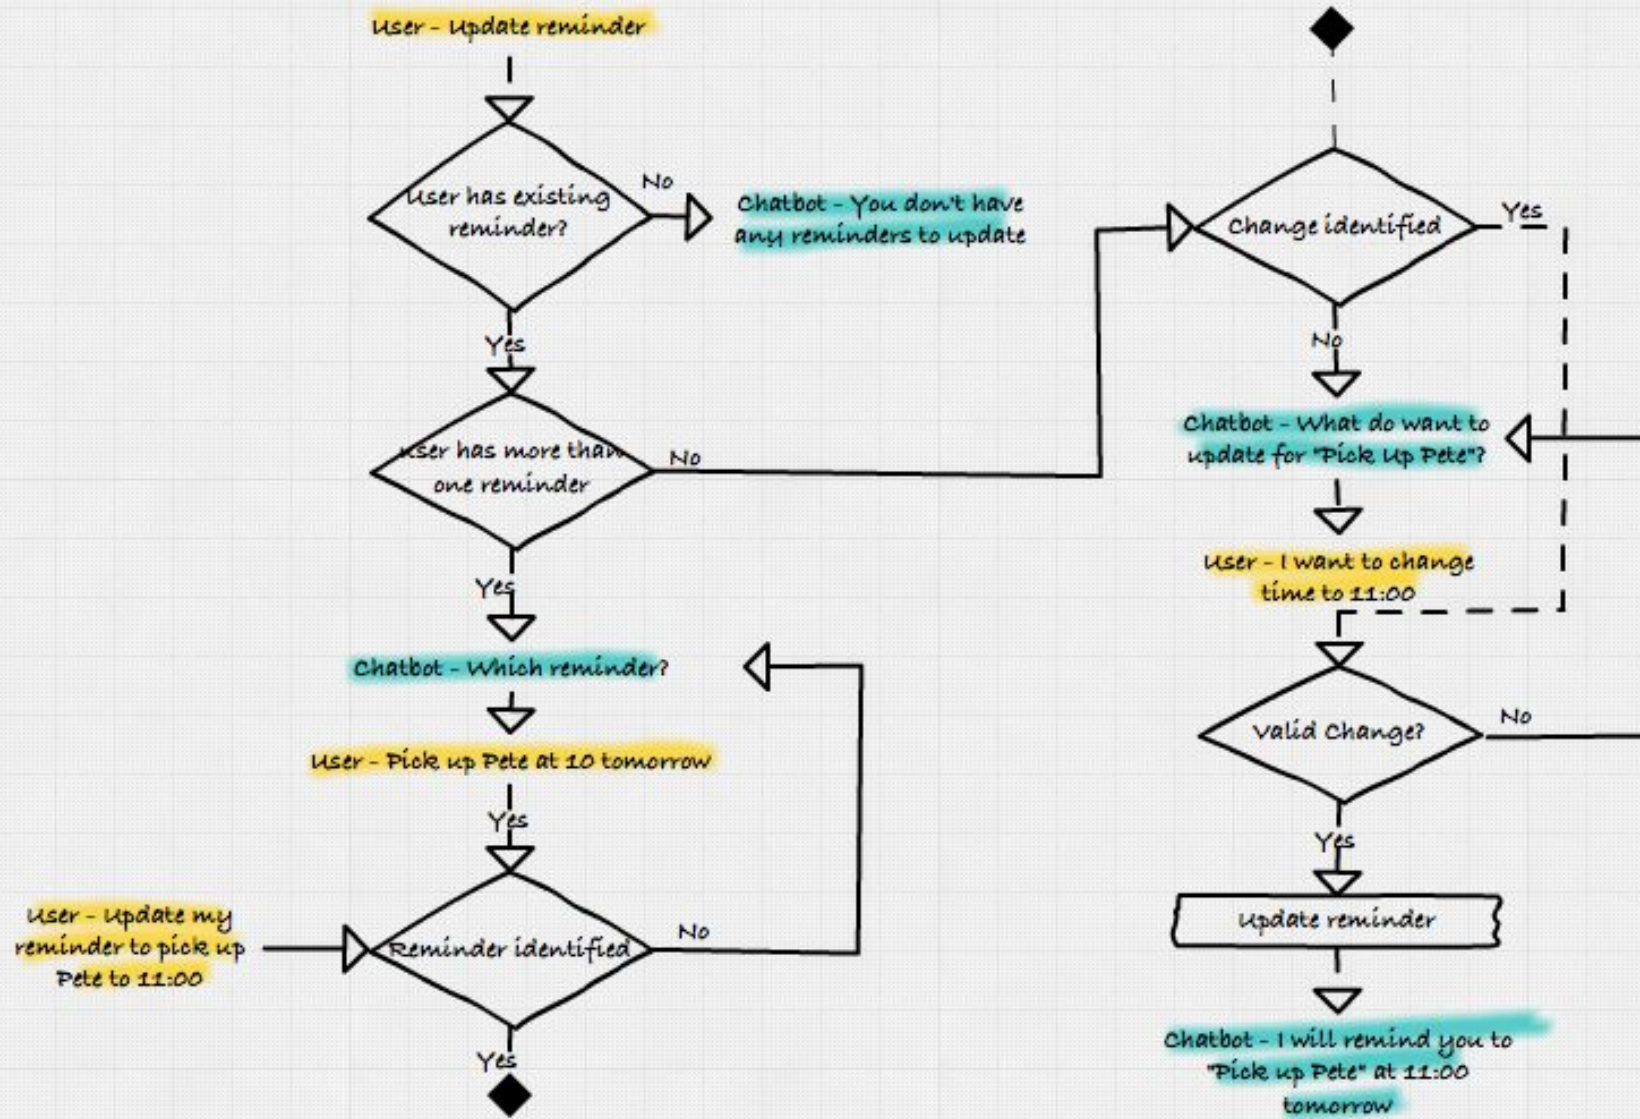 User - Update reminder
User has existing
reminder?
No
Chatbot - You don't have
any reminders to update
Yes
User has more than
one reminder
No
Yes
Chatbot - Which reminder?
User - Pick up Pete at 10 tomorrow
Yes
User - Update my
reminder to pick up
Pete to 11:00
Reminder identified
No
Yes
Change identified
Yes
No
Chatbot - What do want to
update for "Pick Up Pete"?
User - I want to change
time to 11:00
Valid Change?
No
Yes
Update reminder
Chatbot - I will remind you to
"Pick up Pete" at 11:00
tomorrow